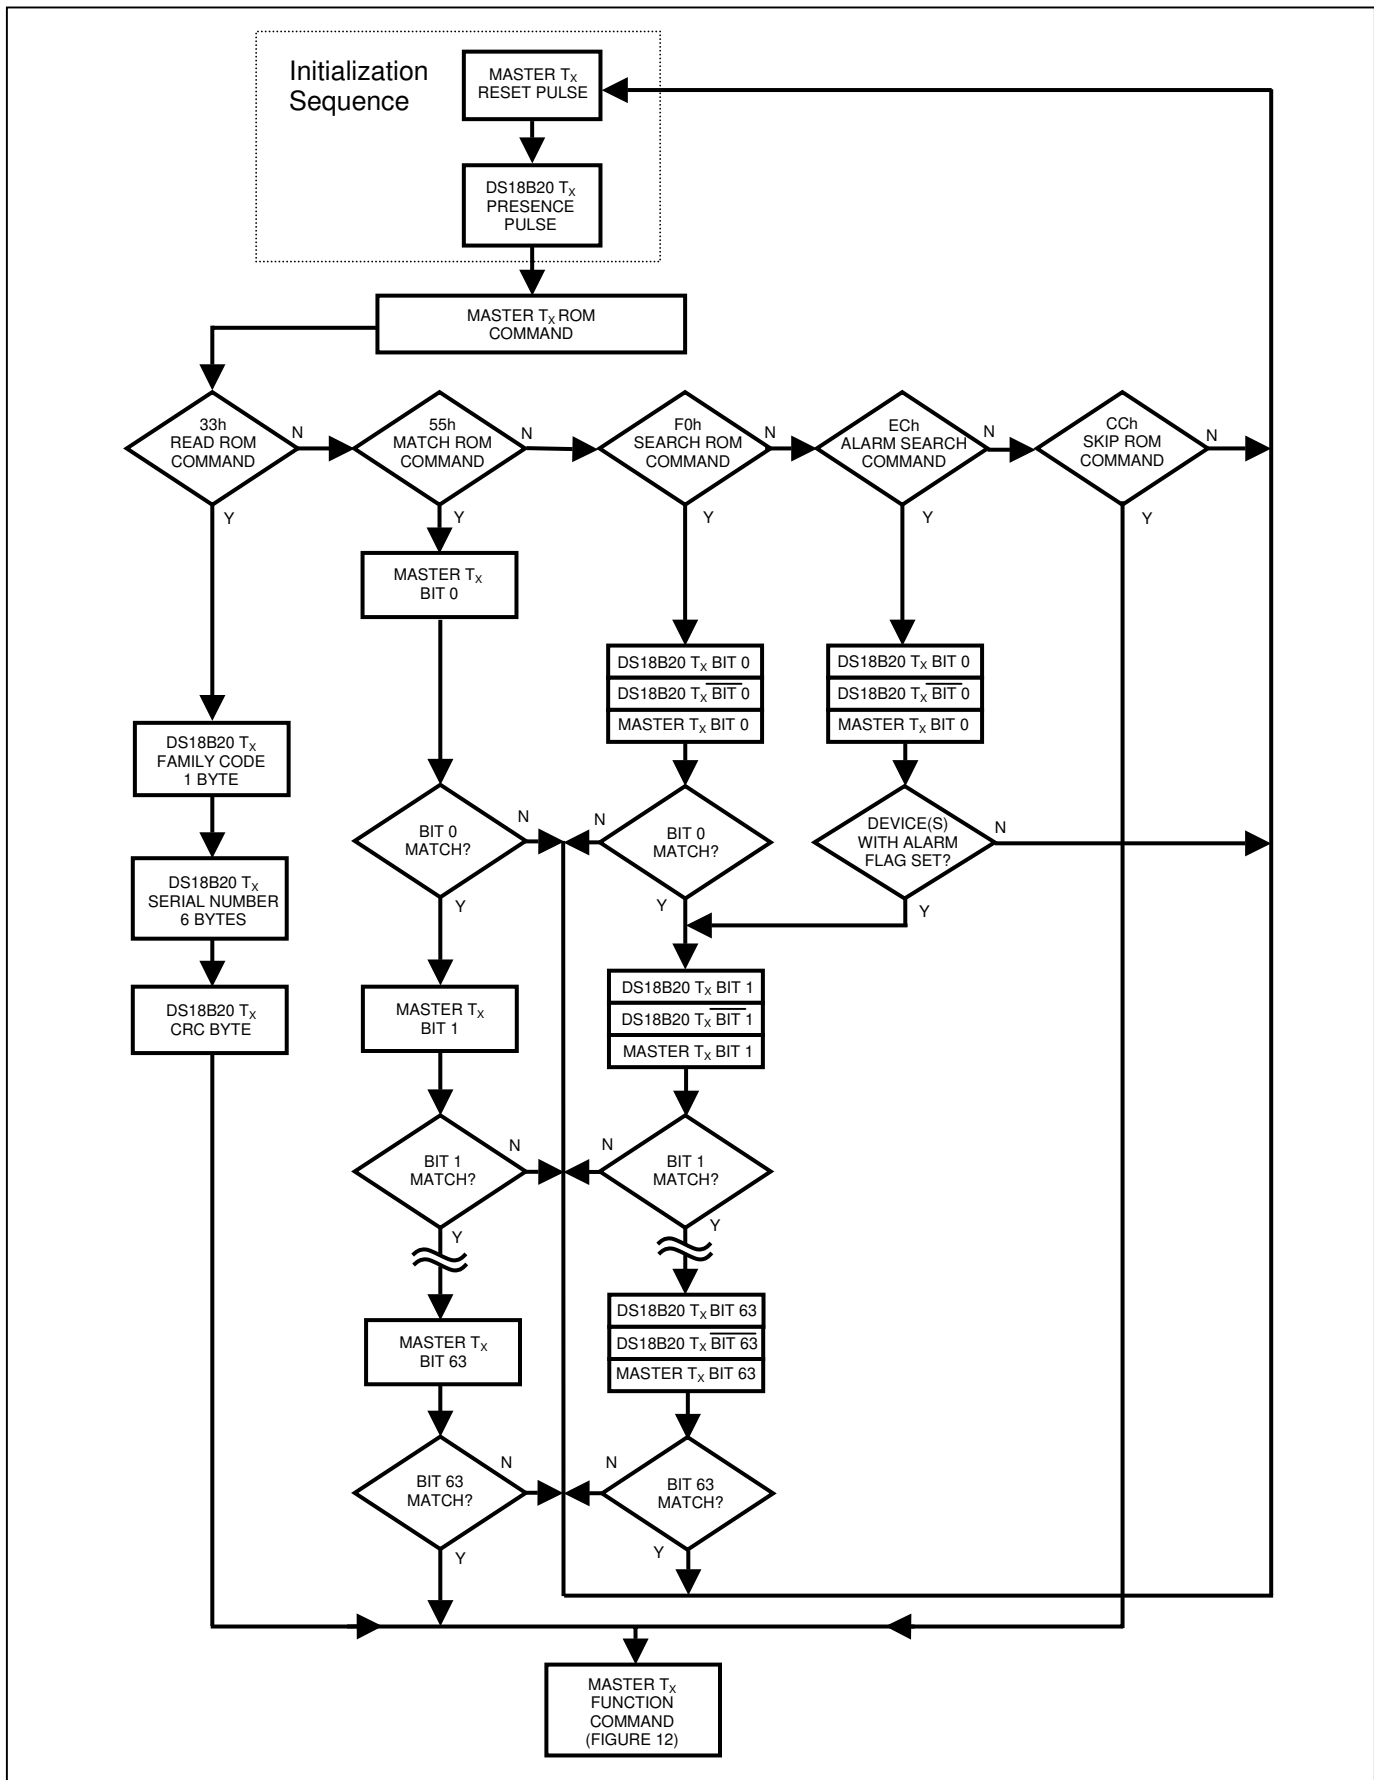 Initialization
Sequence
MASTER TX
RESET PULSE
DS18B20 TX
PRESENCE
PULSE
MASTER TX ROM
COMMAND
33h
READ ROM
COMMAND
N
Y
55h
MATCH ROM
COMMAND
N
Y
F0h
SEARCH ROM
COMMAND
N
Y
ECh
ALARM SEARCH
COMMAND
N
Y
CCh
SKIP ROM
COMMAND
N
Y
MASTER TX
BIT 0
DS18B20 TX BIT 0
DS18B20 TX BIT 0
MASTER TX BIT 0
DS18B20 TX BIT 0
DS18B20 TX BIT 0
MASTER TX BIT 0
DS18B20 TX
FAMILY CODE
1 BYTE
DS18B20 TX
SERIAL NUMBER
6 BYTES
DS18B20 TX
CRC BYTE
BIT 0
MATCH?
N
Y
N
BIT 0
MATCH?
Y
DEVICE(S)
WITH ALARM
FLAG SET?
N
Y
MASTER TX
BIT 1
DS18B20 TX BIT 1
DS18B20 TX BIT 1
MASTER TX BIT 1
BIT 1
MATCH?
N
Y
N
BIT 1
MATCH?
Y
MASTER TX
BIT 63
DS18B20 TX BIT 63
DS18B20 TX BIT 63
MASTER TX BIT 63
BIT 63
MATCH?
N
Y
N
BIT 63
MATCH?
Y
MASTER TX
FUNCTION
COMMAND
(FIGURE 12)